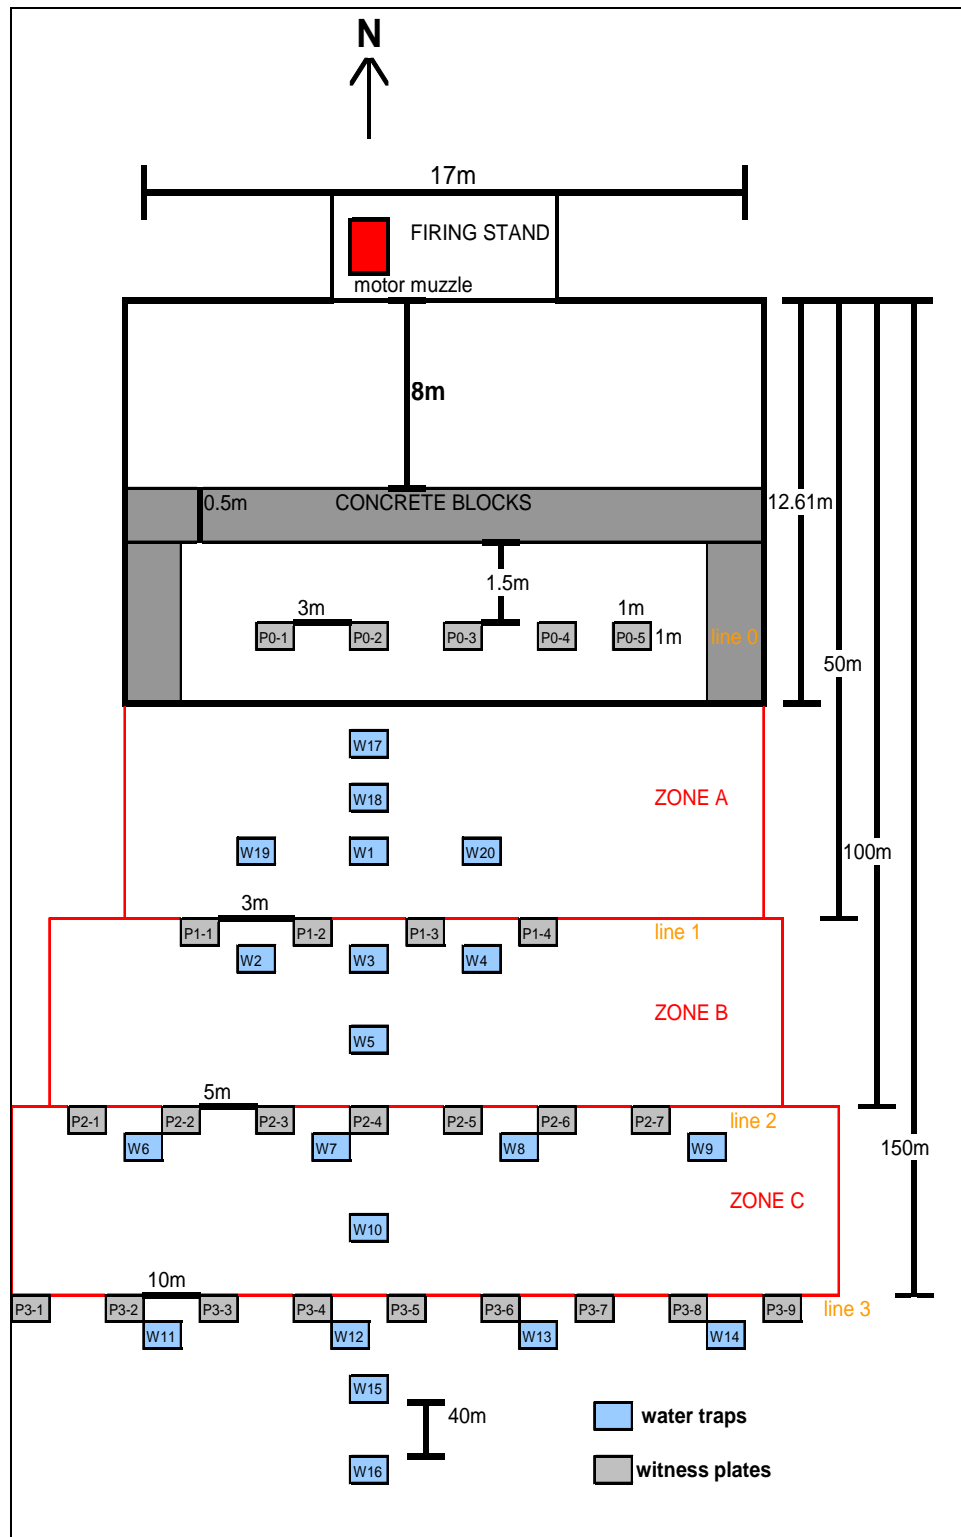 N
17m
FIRING STAND
motor muzzle
8m
0.5m
CONCRETE BLOCKS
12.61m
1.5m
3m
1m
P0-1
P0-2
P0-3
P0-4
P0-5
1m
line 0
50m
W17
W18
ZONE A
W19
W1
W20
100m
3m
P1-1
P1-2
P1-3
P1-4
line 1
W2
W3
W4
ZONE B
W5
5m
P2-1
P2-2
P2-3
P2-4
P2-5
P2-6
P2-7
line 2
W6
W7
W8
W9
150m
ZONE C
W10
10m
P3-1
P3-2
P3-3
P3-4
P3-5
P3-6
P3-7
P3-8
P3-9
line 3
W11
W12
W13
W14
W15
40m
water traps
W16
witness plates